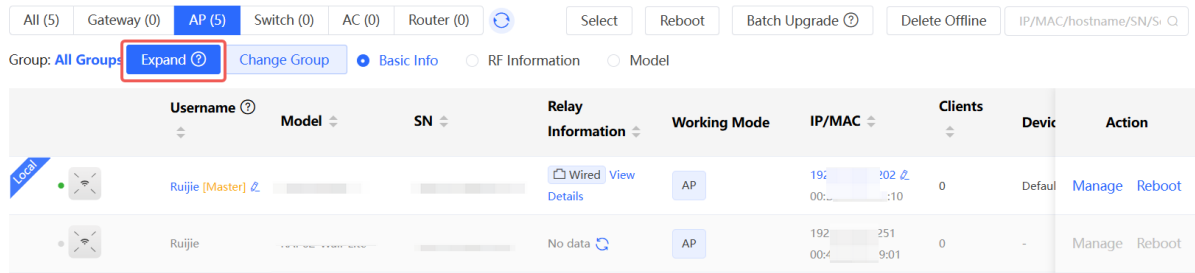 All (5) Gateway (0) AP (5) Switch (0) AC (0) Router (0) Select Reboot Batch Upgrade ? Delete Offline IP/MAC/hostname/SN/S
Group: All Groups Expand ? Change Group Basic Info RF Information Model
Username ? Model SN Relay Information Working Mode IP/MAC Clients Devic Action
Local
Ruijie [Master] Wired View Details AP 192 202 0 Defaul Manage Reboot
00: :10
Ruijie No data AP 192 251 0 - Manage Reboot
00:4 9:01